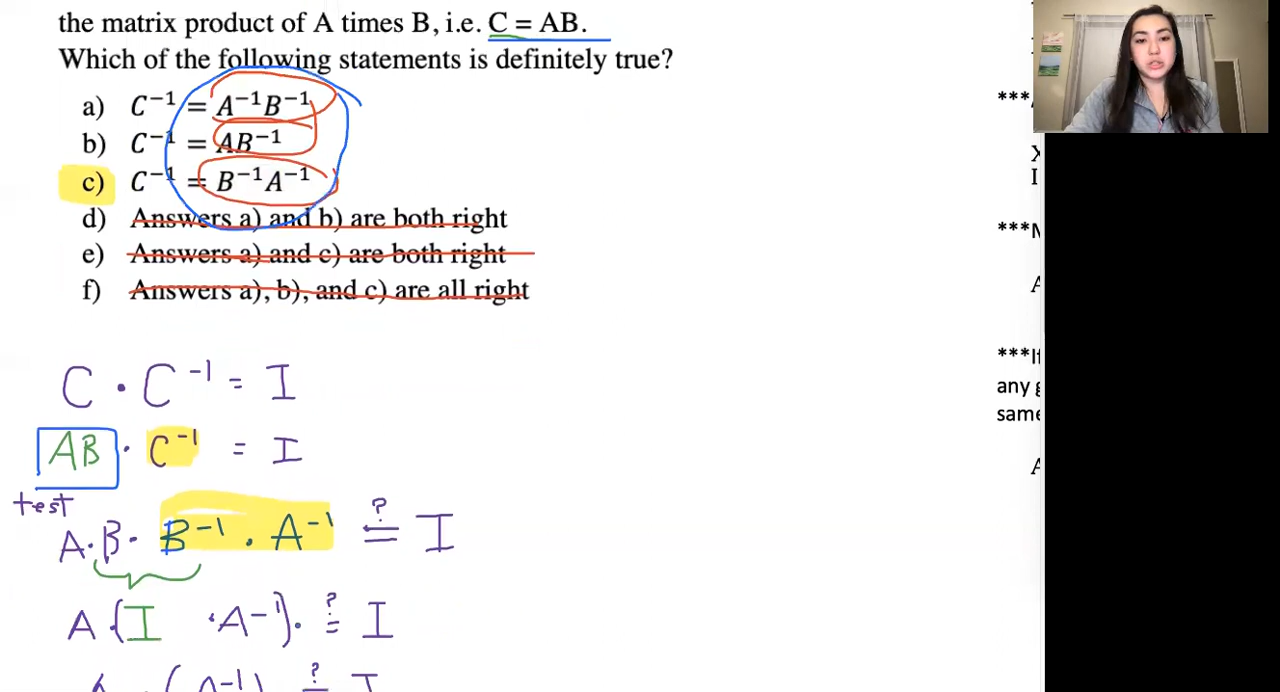 the matrix product of A times B, i.e. C = AB.
Which of the following statements is definitely true?
a) C⁻¹ = A⁻¹B⁻¹
b) C⁻¹ = AB⁻¹
c) C⁻¹ = B⁻¹A⁻¹
d) Answers a) and b) are both right
e) Answers a) and c) are both right
f) Answers a), b), and c) are all right
C · C⁻¹ = I
AB · C⁻¹ = I
test
A · B · B⁻¹ · A⁻¹ ?= I
A · (I · A⁻¹) · ?= I
A · (A⁻¹) ?= I
***
***
***If
any
same